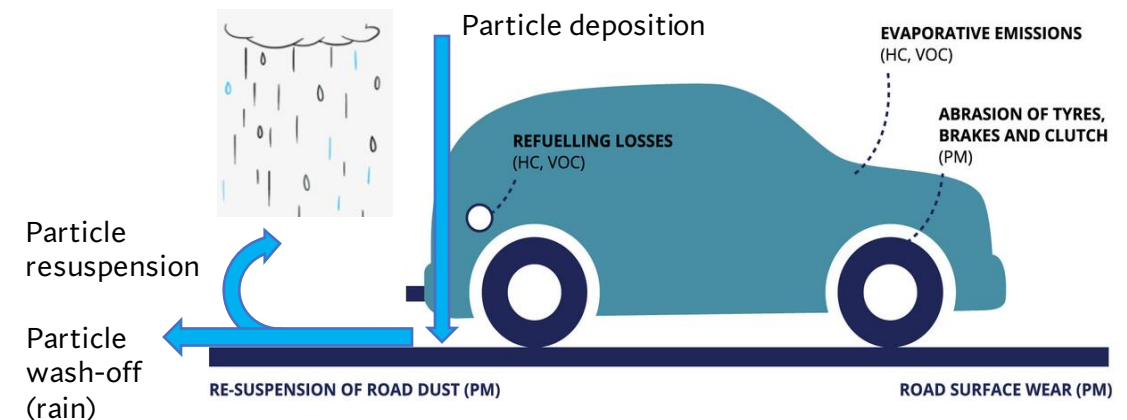 Particle deposition
EVAPORATIVE EMISSIONS
(HC, VOC)
ABRASION OF TYRES,
BRAKES AND CLUTCH
(PM)
REFUELLING LOSSES
(HC, VOC)
Particle
resuspension
Particle
wash-off
(rain)
RE-SUSPENSION OF ROAD DUST (PM)
ROAD SURFACE WEAR (PM)